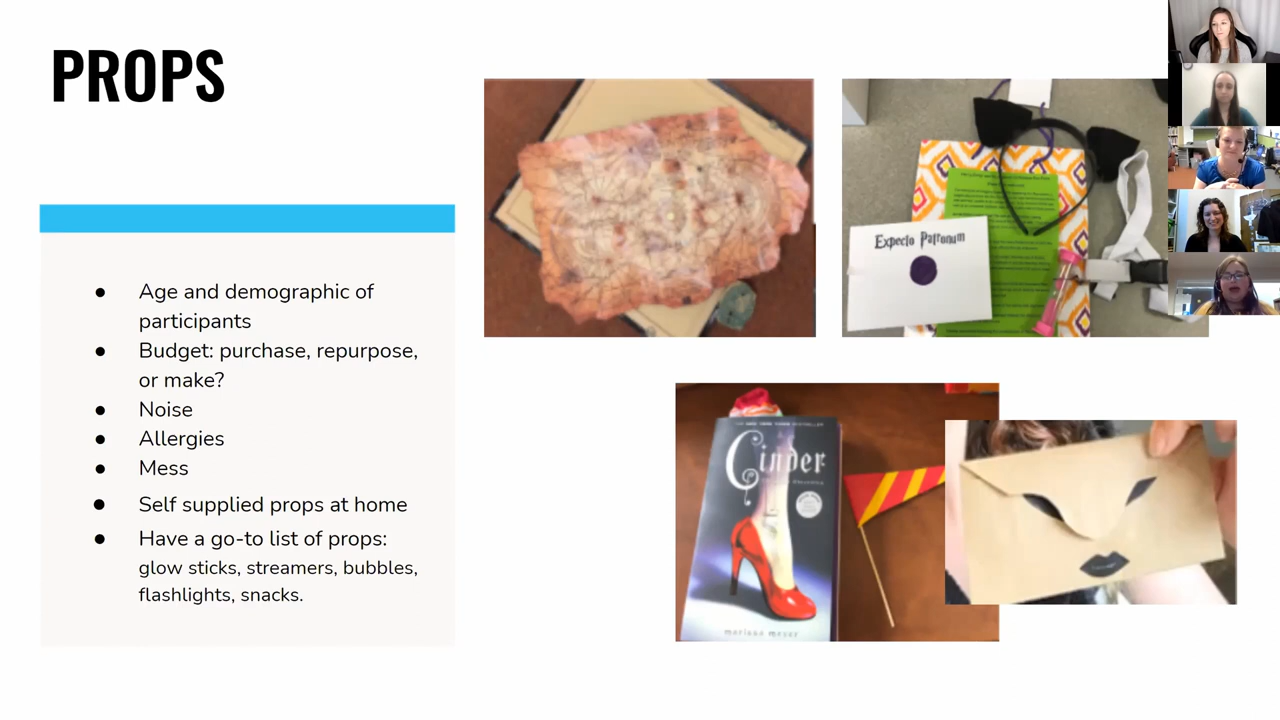 PROPS
● Age and demographic of
participants
● Budget: purchase, repurpose,
or make?
● Noise
● Allergies
● Mess
● Self supplied props at home
● Have a go-to list of props:
glow sticks, streamers, bubbles,
flashlights, snacks.
Expecto Patronum
Cinder
marissa meyer